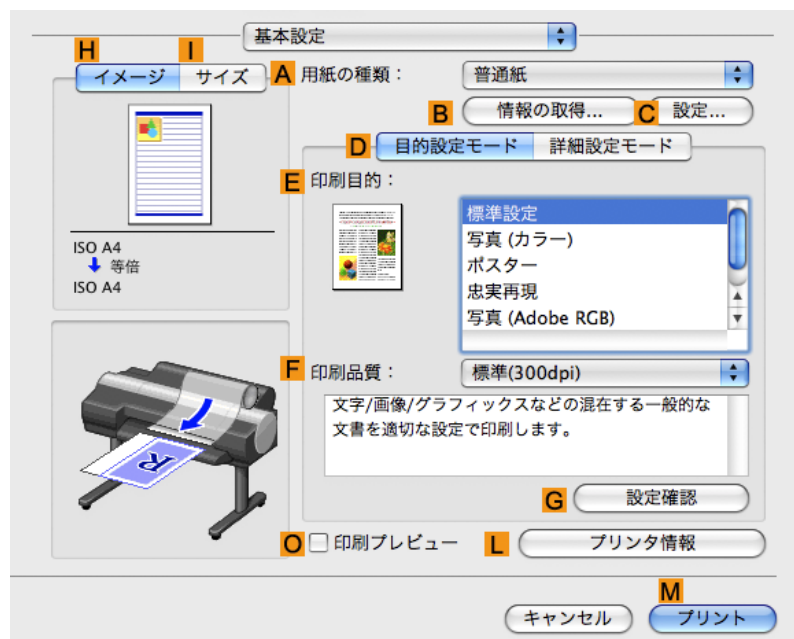 基本設定
H I
イメージ サイズ
A 用紙の種類： 普通紙
B 情報の取得... C 設定...
D 目的設定モード 詳細設定モード
E 印刷目的：
標準設定
写真 (カラー)
ポスター
忠実再現
写真 (Adobe RGB)
ISO A4
等倍
ISO A4
F 印刷品質： 標準(300dpi)
文字/画像/グラフィックスなどの混在する一般的な
文書を適切な設定で印刷します。
R
G 設定確認
O 印刷プレビュー L プリンタ情報
M
キャンセル プリント